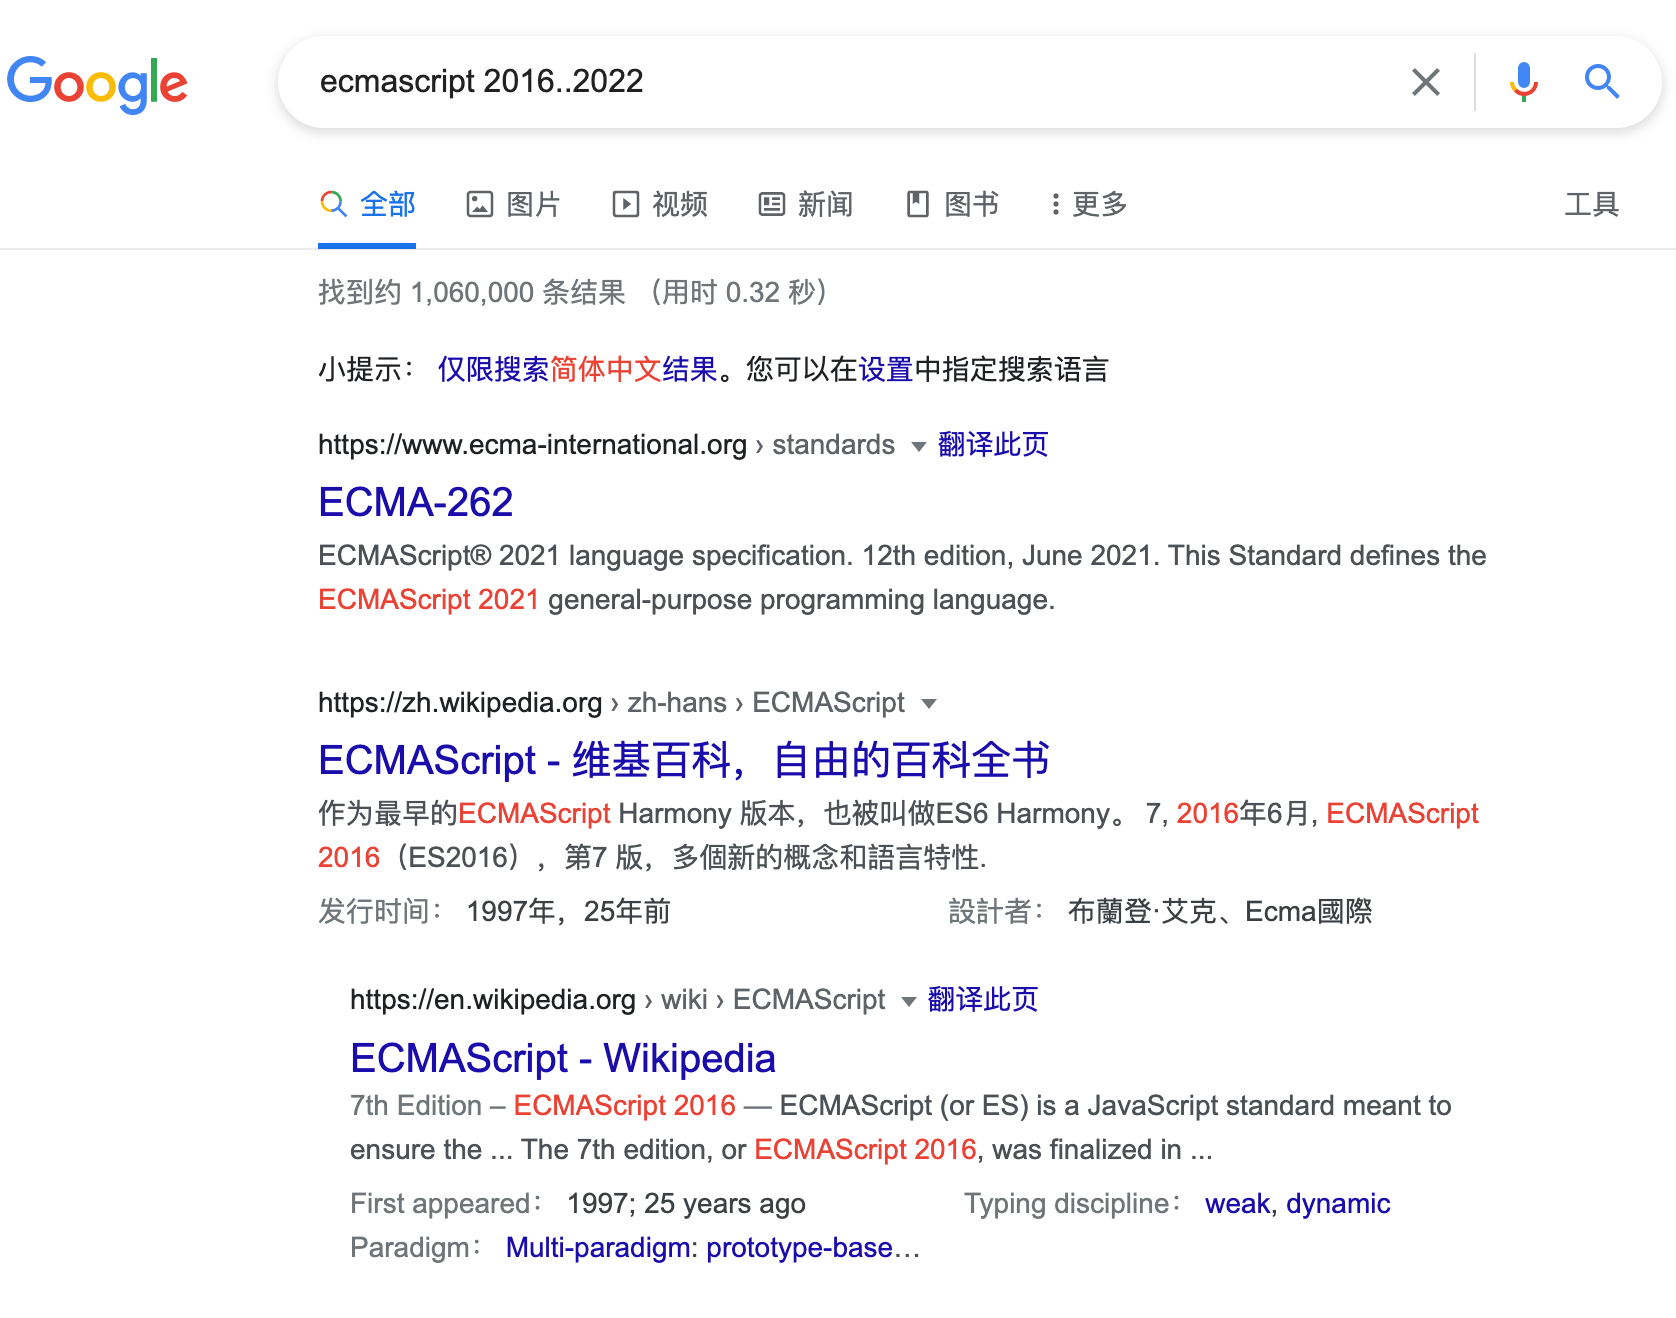 Google
ecmascript 2016..2022
全部 图片 视频 新闻 图书 更多 工具
找到约 1,060,000 条结果 （用时 0.32 秒）
小提示： 仅限搜索简体中文结果。您可以在设置中指定搜索语言
https://www.ecma-international.org › standards 翻译此页
ECMA-262
ECMAScript® 2021 language specification. 12th edition, June 2021. This Standard defines the
ECMAScript 2021 general-purpose programming language.
https://zh.wikipedia.org › zh-hans › ECMAScript
ECMAScript - 维基百科，自由的百科全书
作为最早的ECMAScript Harmony 版本，也被叫做ES6 Harmony。 7, 2016年6月, ECMAScript
2016（ES2016），第7 版，多個新的概念和語言特性.
发行时间： 1997年，25年前 設計者： 布蘭登·艾克、Ecma國際
https://en.wikipedia.org › wiki › ECMAScript 翻译此页
ECMAScript - Wikipedia
7th Edition – ECMAScript 2016 — ECMAScript (or ES) is a JavaScript standard meant to
ensure the ... The 7th edition, or ECMAScript 2016, was finalized in ...
First appeared： 1997; 25 years ago Typing discipline： weak, dynamic
Paradigm： Multi-paradigm: prototype-base…